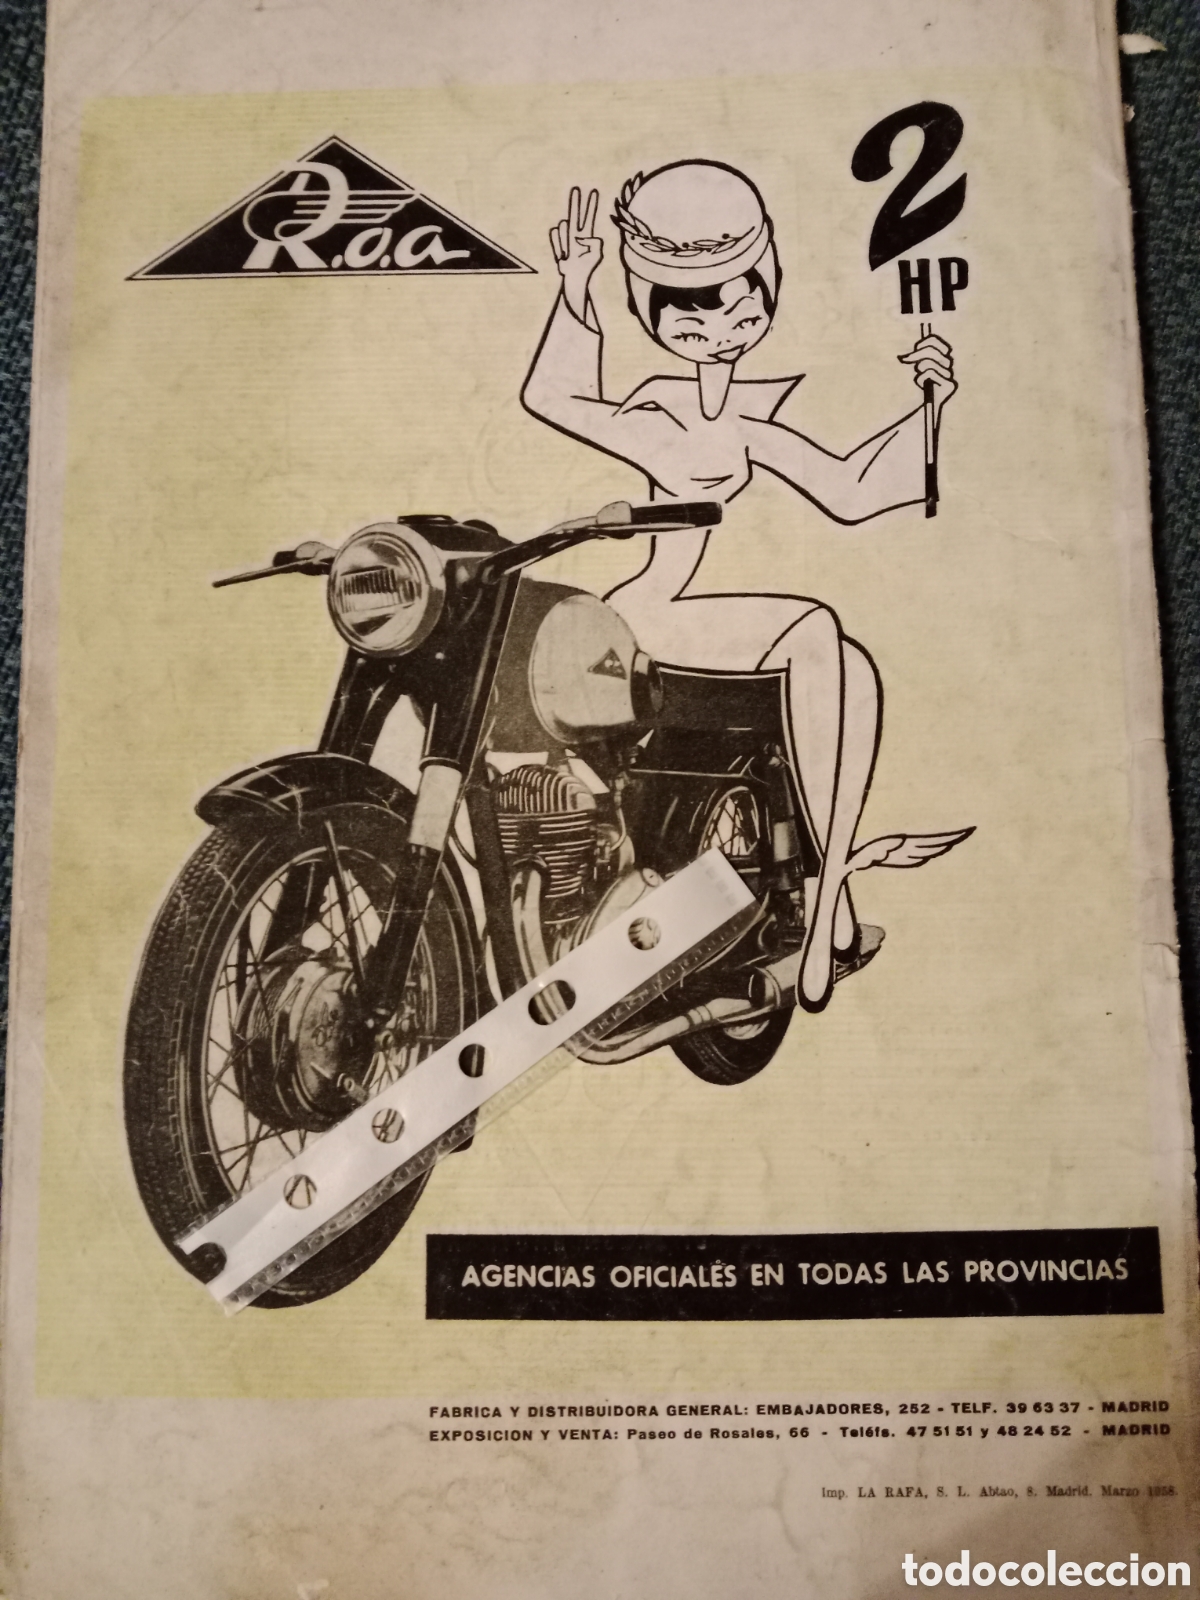 R.o.a
2
HP
AGENCIAS OFICIALES EN TODAS LAS PROVINCIAS
FABRICA Y DISTRIBUIDORA GENERAL: EMBAJADORES, 252 - TELF. 39 63 37 - MADRID
EXPOSICION Y VENTA: Paseo de Rosales, 66 - Teléfs. 47 51 51 y 48 24 52 - MADRID
Imp. LA RAFA, S. L. Abtao, 8. Madrid. Marzo 1958.
todocoleccion